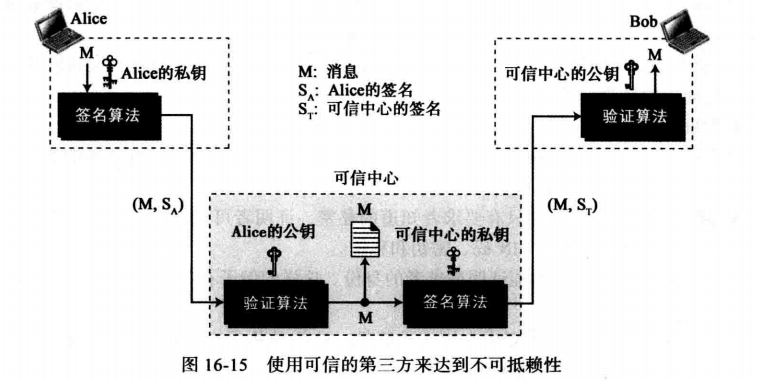 Alice
Bob
M
Alice的私钥
M: 消息
S_A: Alice的签名
S_T: 可信中心的签名
可信中心的公钥
M
签名算法
验证算法
可信中心
(M, S_A)
M
(M, S_T)
Alice的公钥
可信中心的私钥
验证算法
M
签名算法
图 16-15 使用可信的第三方来达到不可抵赖性